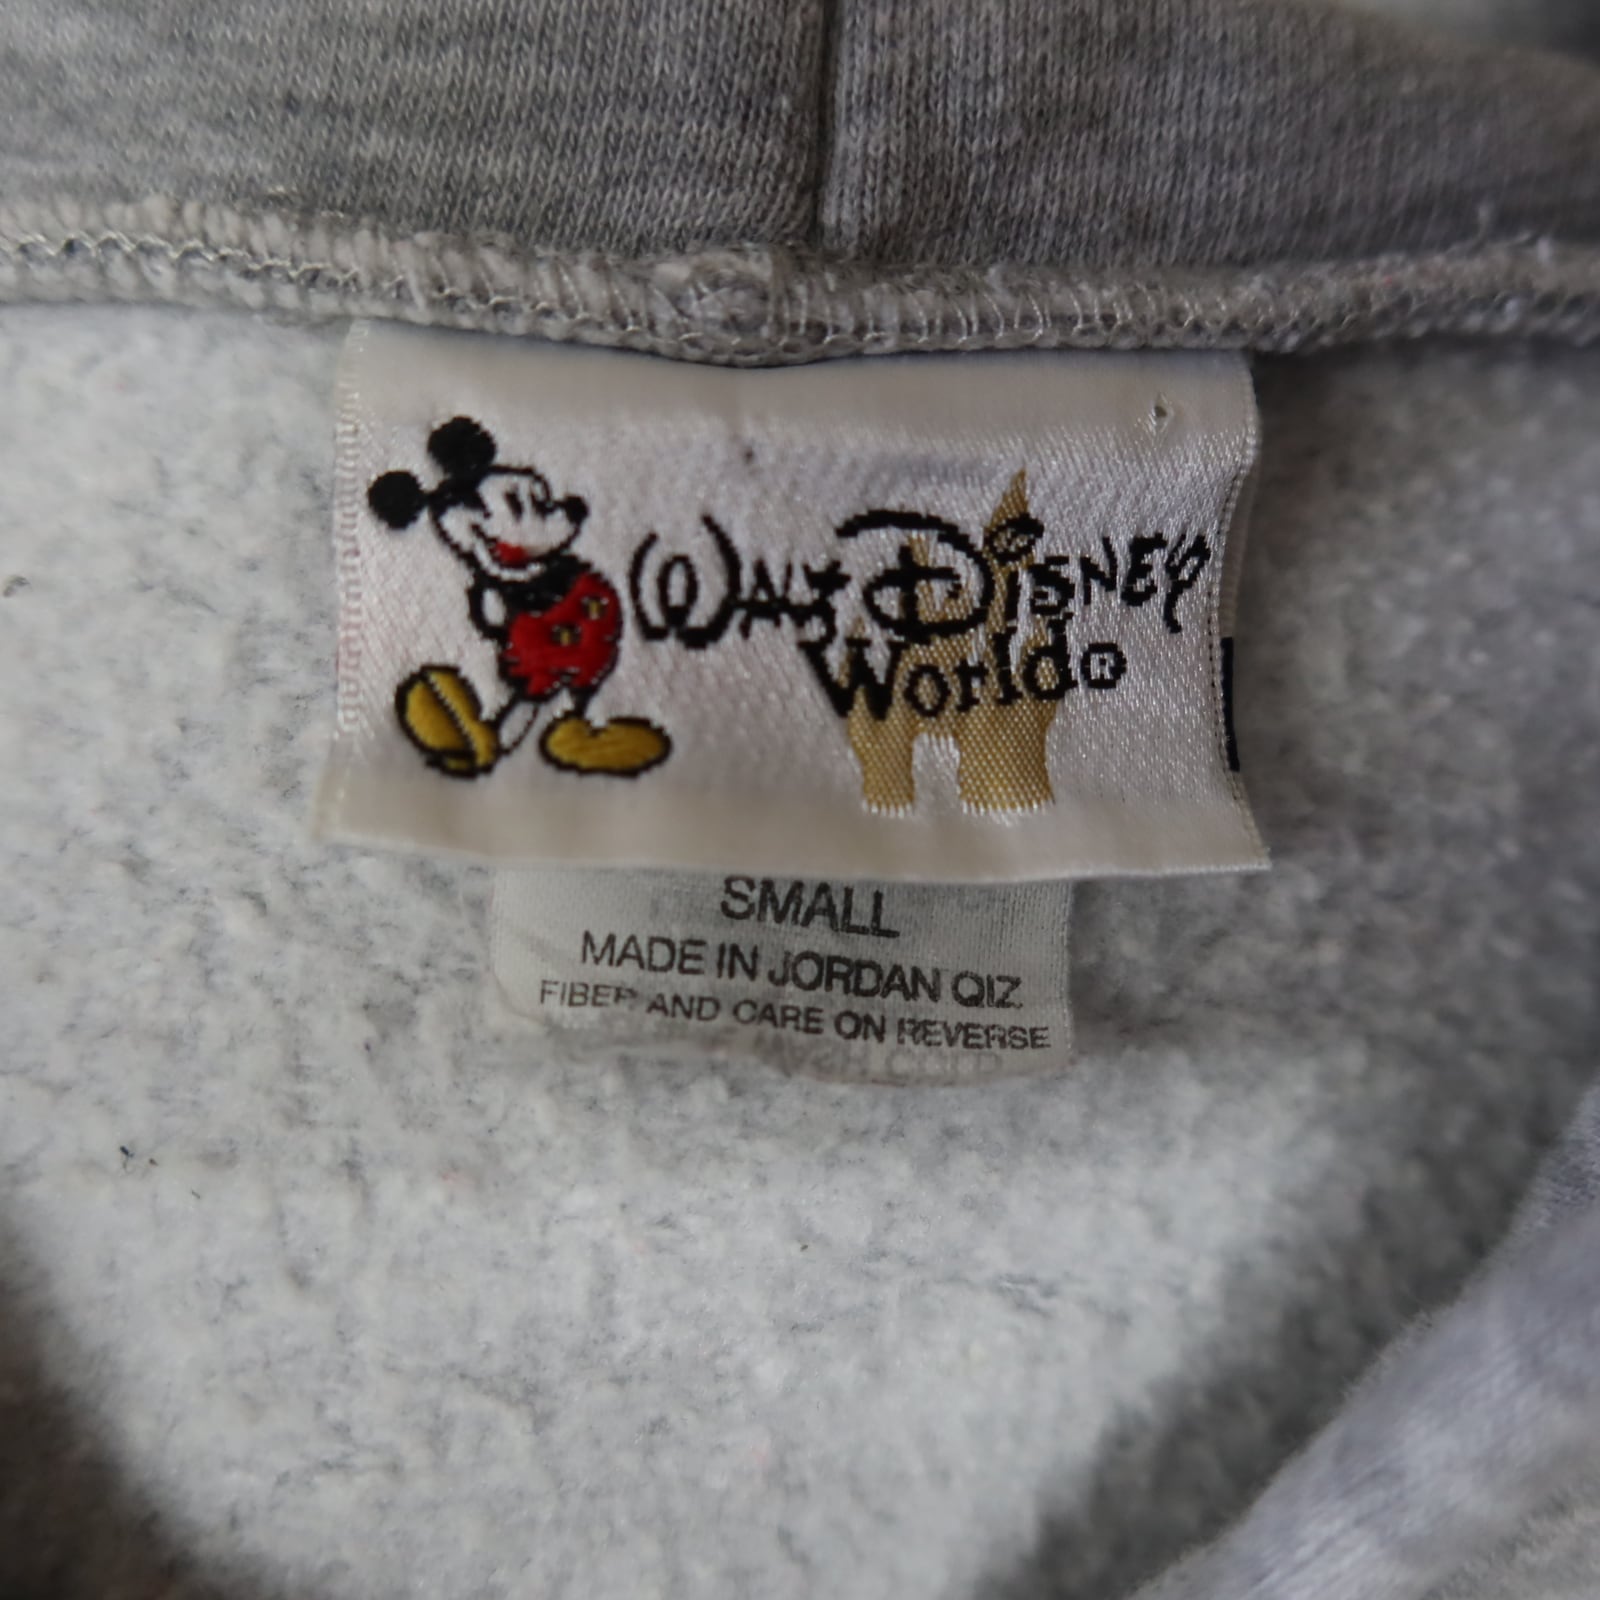 Walt Disney
World®
SMALL
MADE IN JORDAN QIZ
FIBER AND CARE ON REVERSE